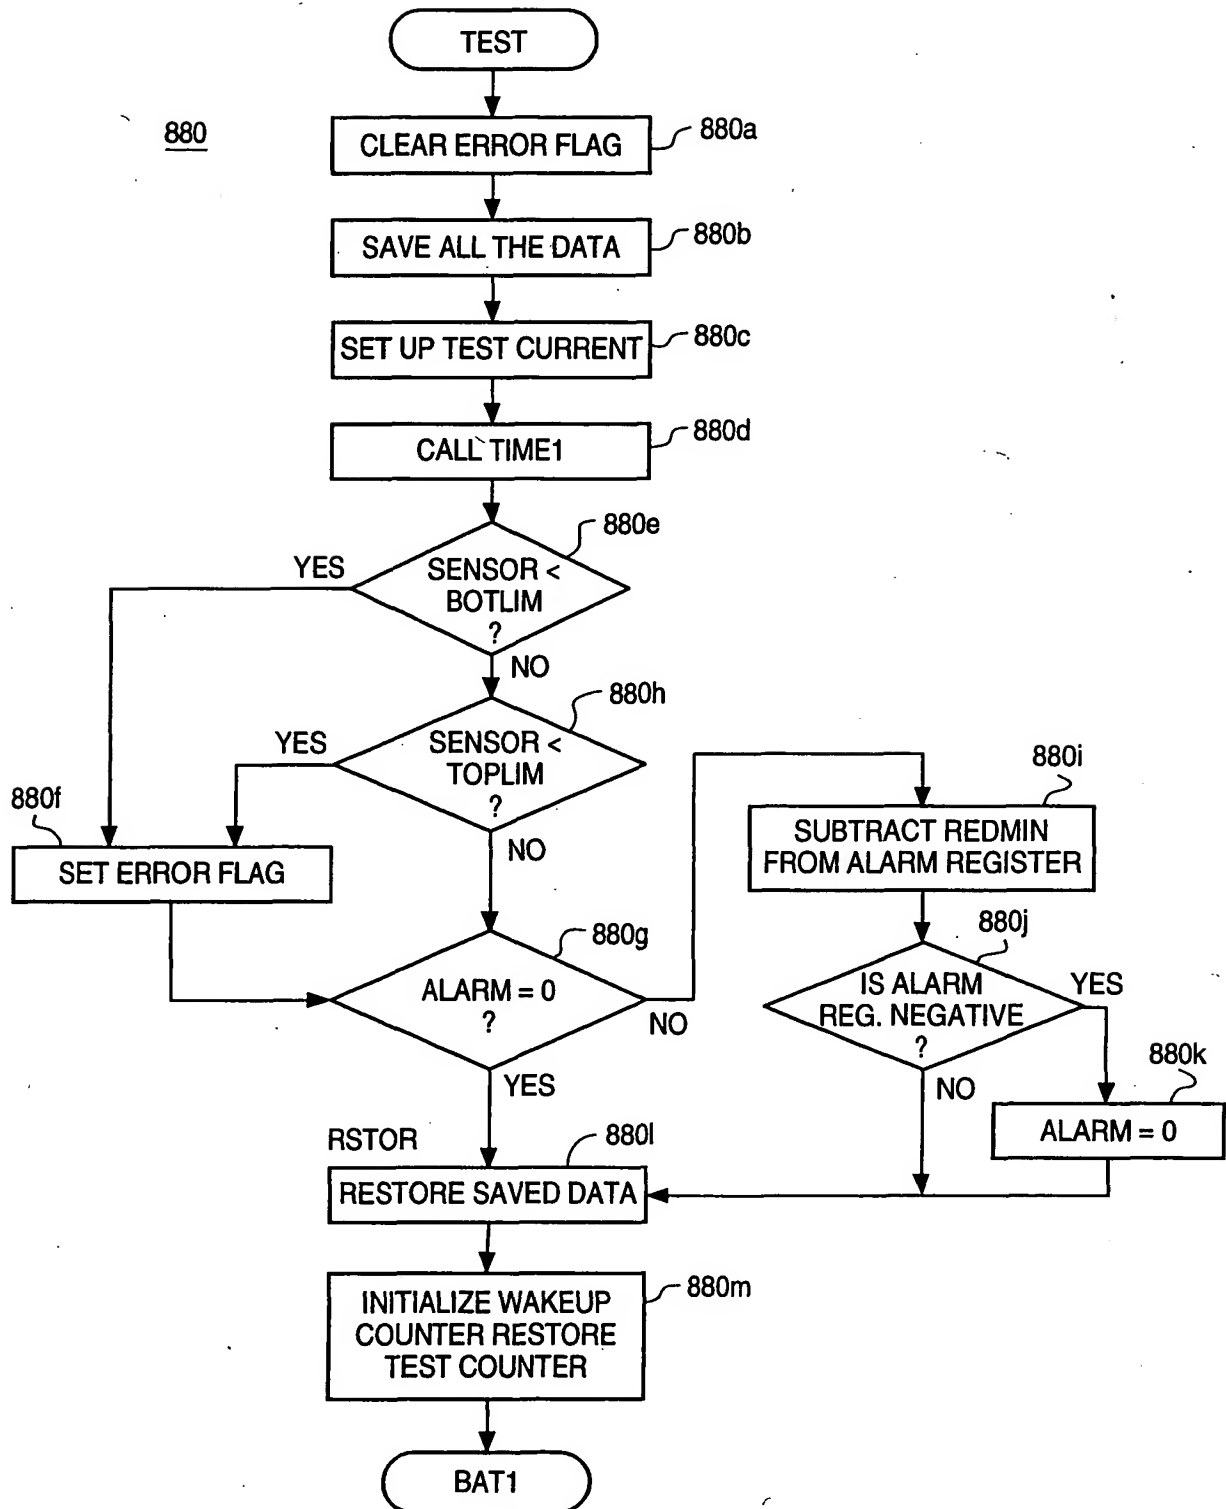 TEST
880
CLEAR ERROR FLAG
880a
SAVE ALL THE DATA
880b
SET UP TEST CURRENT
880c
CALL TIME1
880d
880e
YES
SENSOR <
BOTLIM
?
NO
880h
YES
SENSOR <
TOPLIM
?
NO
880f
SET ERROR FLAG
880g
ALARM = 0
?
NO
YES
880i
SUBTRACT REDMIN
FROM ALARM REGISTER
880j
IS ALARM
REG. NEGATIVE
?
YES
NO
880k
ALARM = 0
RSTOR
880l
RESTORE SAVED DATA
880m
INITIALIZE WAKEUP
COUNTER RESTORE
TEST COUNTER
BAT1